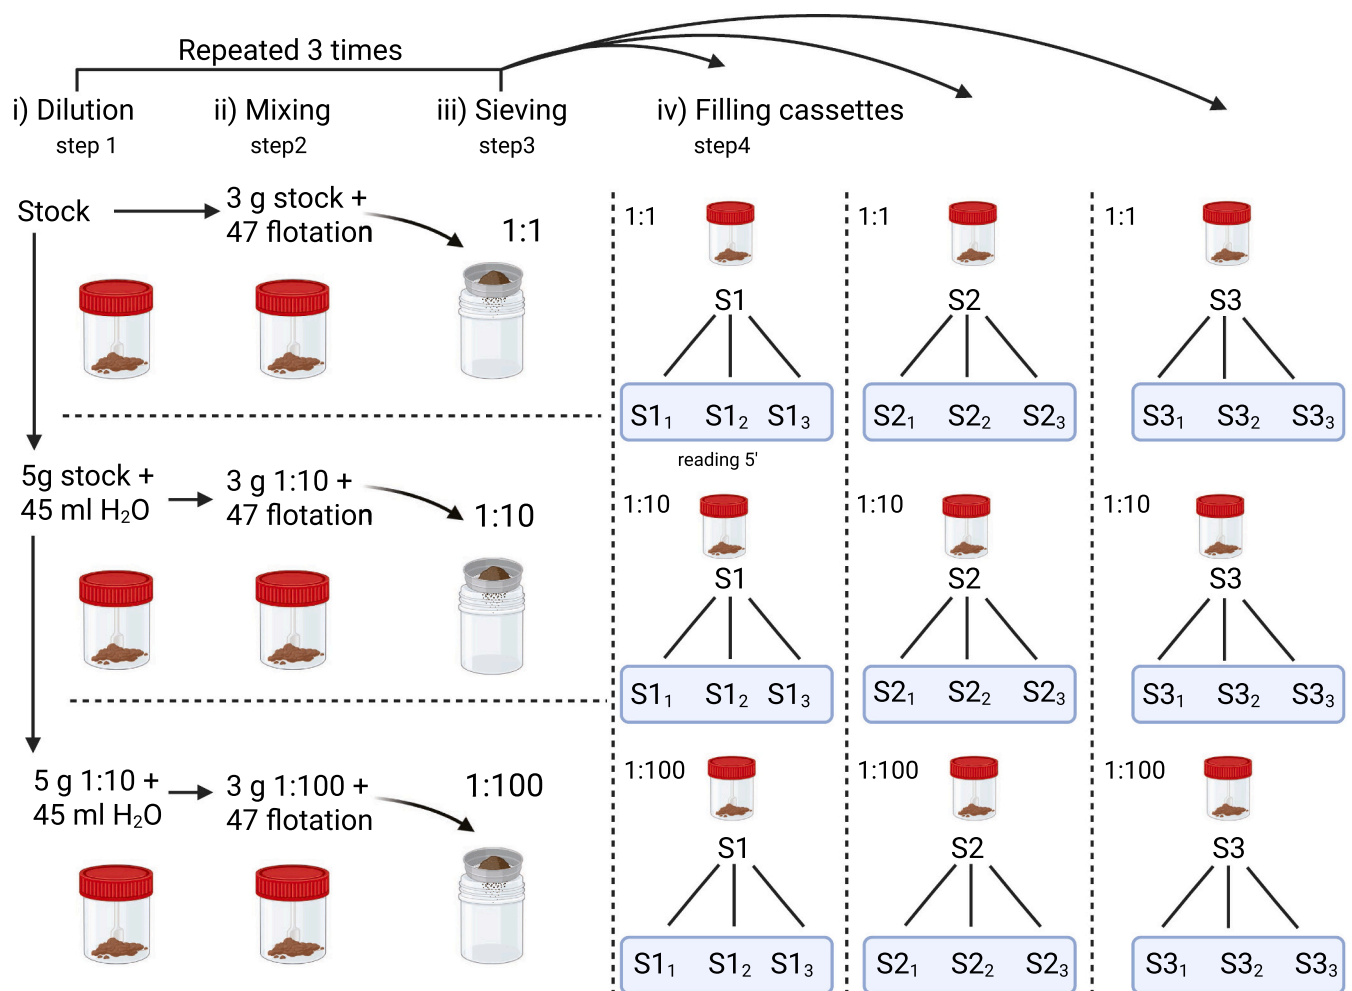 Repeated 3 times
i) Dilution
step 1
ii) Mixing
step2
iii) Sieving
step3
iv) Filling cassettes
step4
Stock
3 g stock +
47 flotation
1:1
5g stock +
45 ml H₂O
3 g 1:10 +
47 flotation
1:10
5 g 1:10 +
45 ml H₂O
3 g 1:100 +
47 flotation
1:100
1:1
S1
S1₁ S1₂ S1₃
reading 5'
1:1
S2
S2₁ S2₂ S2₃
1:1
S3
S3₁ S3₂ S3₃
1:10
S1
S1₁ S1₂ S1₃
1:10
S2
S2₁ S2₂ S2₃
1:10
S3
S3₁ S3₂ S3₃
1:100
S1
S1₁ S1₂ S1₃
1:100
S2
S2₁ S2₂ S2₃
1:100
S3
S3₁ S3₂ S3₃